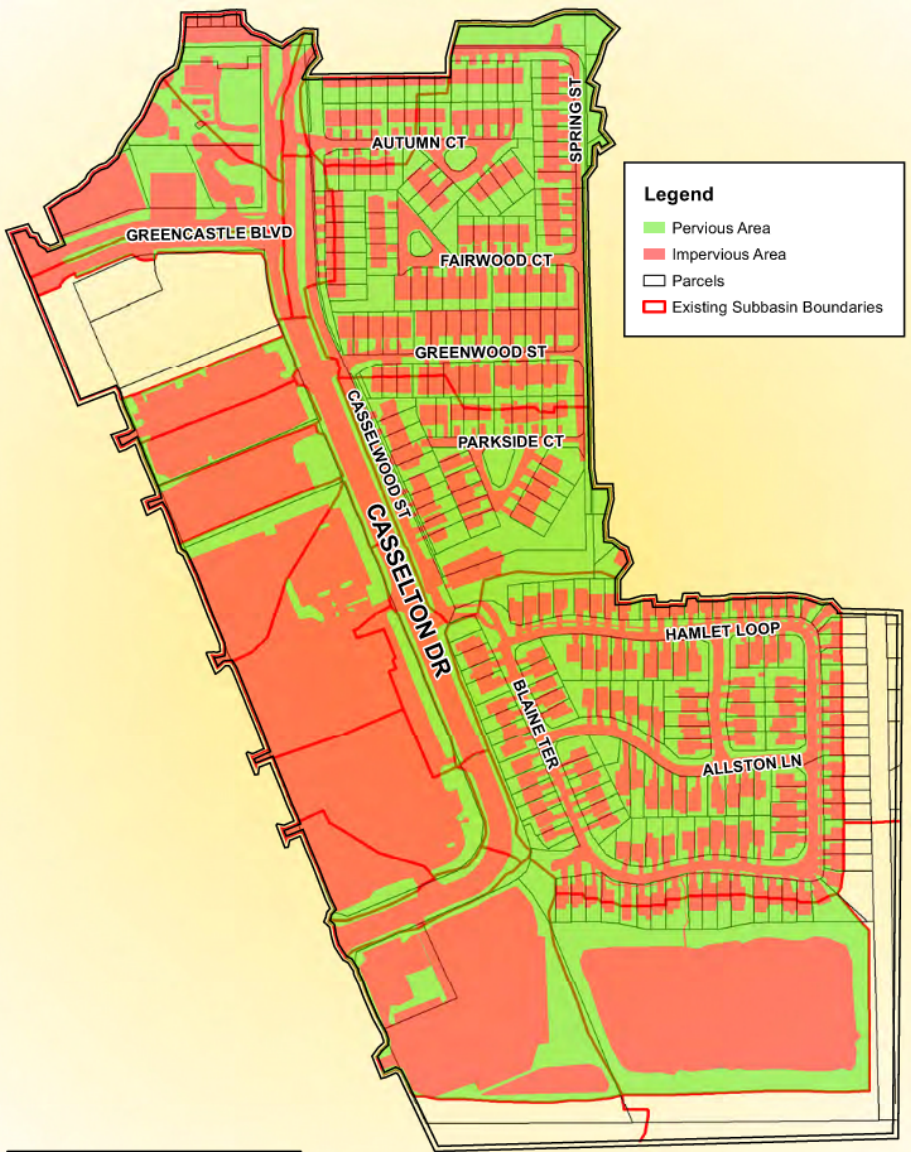 SPRING ST
AUTUMN CT
Legend
Pervious Area
GREENCASTLE BLVD
Impervious Area
FAIRWOOD CT
Parcels
Existing Subbasin Boundaries
GREENWOOD ST
CASSELWOOD ST
PARKSIDE CT
CASSELTON DR
HAMLET LOOP
BLAINE TER
ALLSTON LN